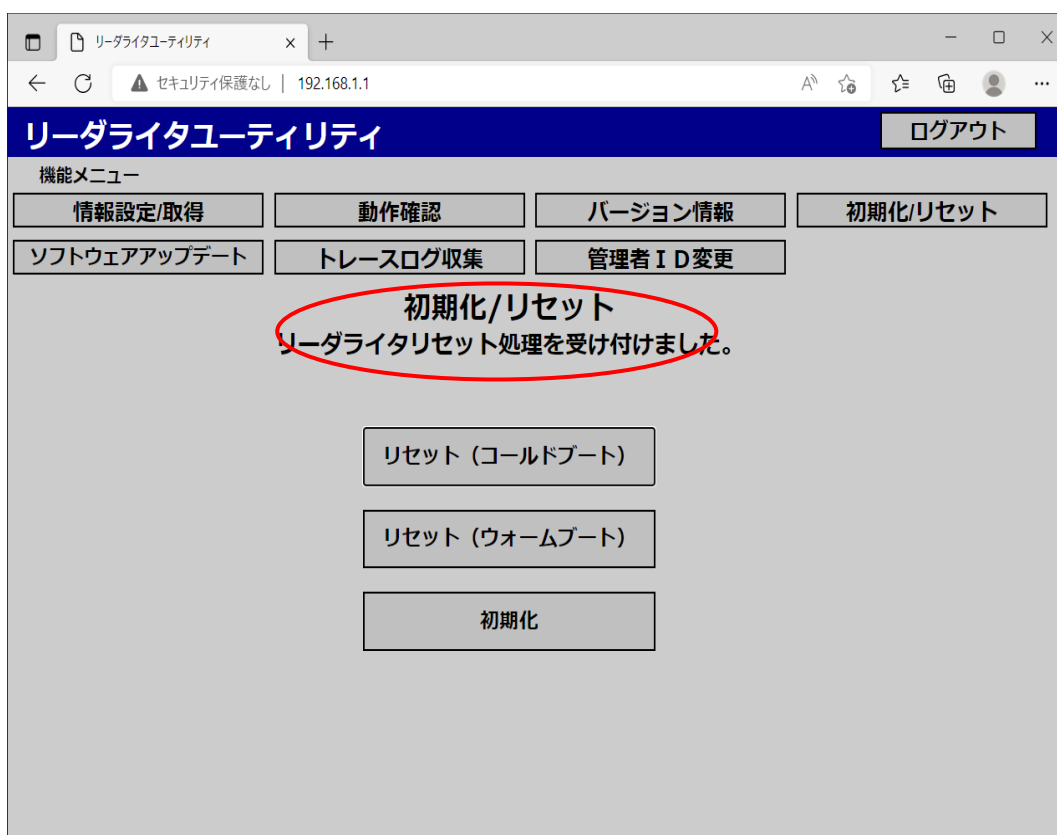 リーダライタユーティリティ
セキュリティ保護なし | 192.168.1.1
リーダライタユーティリティ
ログアウト
機能メニュー
情報設定/取得 動作確認 バージョン情報 初期化/リセット
ソフトウェアアップデート トレースログ収集 管理者ＩＤ変更
初期化/リセット
リーダライタリセット処理を受け付けました。
リセット（コールドブート）
リセット（ウォームブート）
初期化